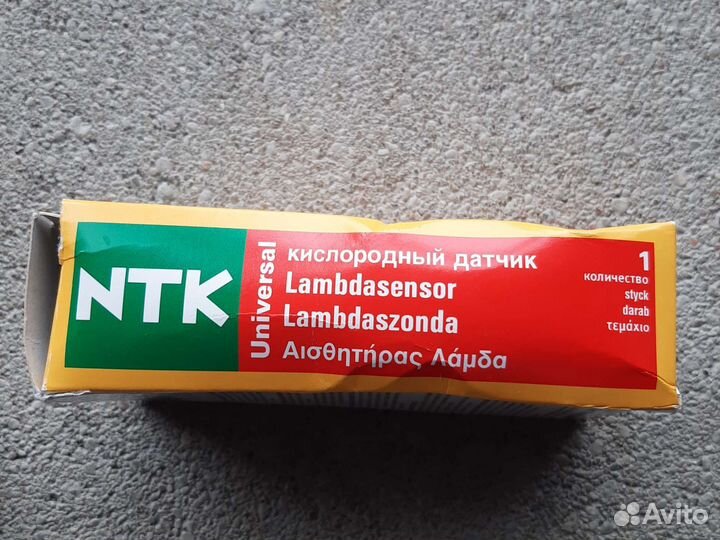 NTK
Universal
кислородный датчик
Lambdasensor
Lambdaszonda
Αισθητήρας Λάμδα
1
количество
styck
darab
τεμάχιο
Avito